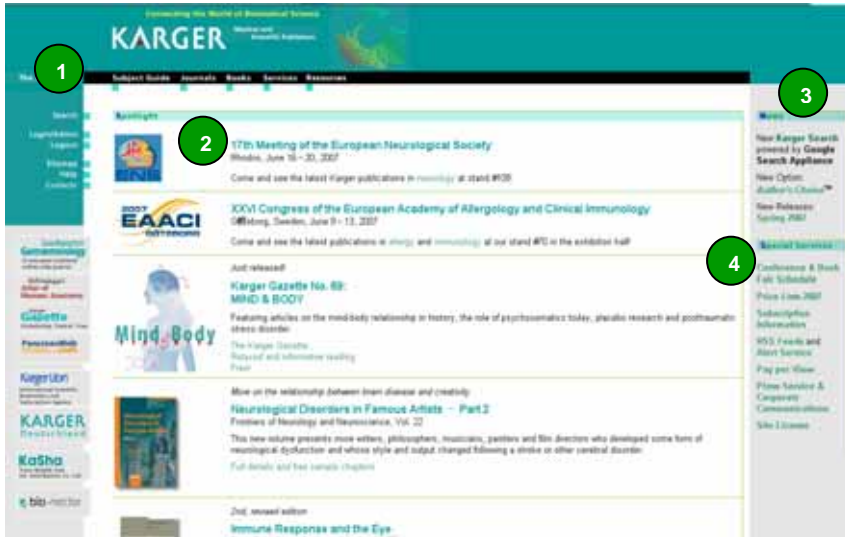 Connecting the World of Biomedical Science
KARGER
Medical and
Scientific Publishers
1
The
Subject Guide Journals Books Services Resources
3
Search
Logout
Sitemap
Help
Contacts
Spotlight
2
17th Meeting of the European Neurological Society
Rhodos, June 16 – 20, 2007
Come and see the latest Karger publications in neurology at stand
ENS
2007
EAACI
GÖTEBORG
XXVI Congress of the European Academy of Allergology and Clinical Immunology
Sweden, June 9 - 13, 2007
Come and see the latest publications in allergy and immunology at our stand in the exhibition hall!
Just released!
Karger Gazette No. 69:
MIND & BODY
Featuring articles on the mind-body relationship in history, the role of psychosomatics today, placebo research and posttraumatic
stress disorder.
The Karger Gazette
Relaxed and informative reading
Free!
Mind Body
More on the relationship between brain disease and creativity
Neurological Disorders in Famous Artists - Part 2
Frontiers of Neurology and Neuroscience, Vol. 22
This new volume presents more writers, philosophers, musicians, painters and film directors who developed some form of
neurological dysfunction and whose style and output changed following a stroke or other cerebral disorder.
Full details and free sample chapters
2nd, revised edition
Immune Response and the Eye
Gastroenterology
Gazette
KargerLibri
KARGER
Deutschland
KaSha
News
New Karger Search
powered by Google
Search Appliance
New Option:
Author's Choice™
New Releases:
Spring 2007
4
Special Services
Conference & Book
Fair Schedule
Price Lists 2007
Subscription
Information
RSS Feeds and
Alert Service
Pay per View
Prime Service &
Corporate
Communications
Site License